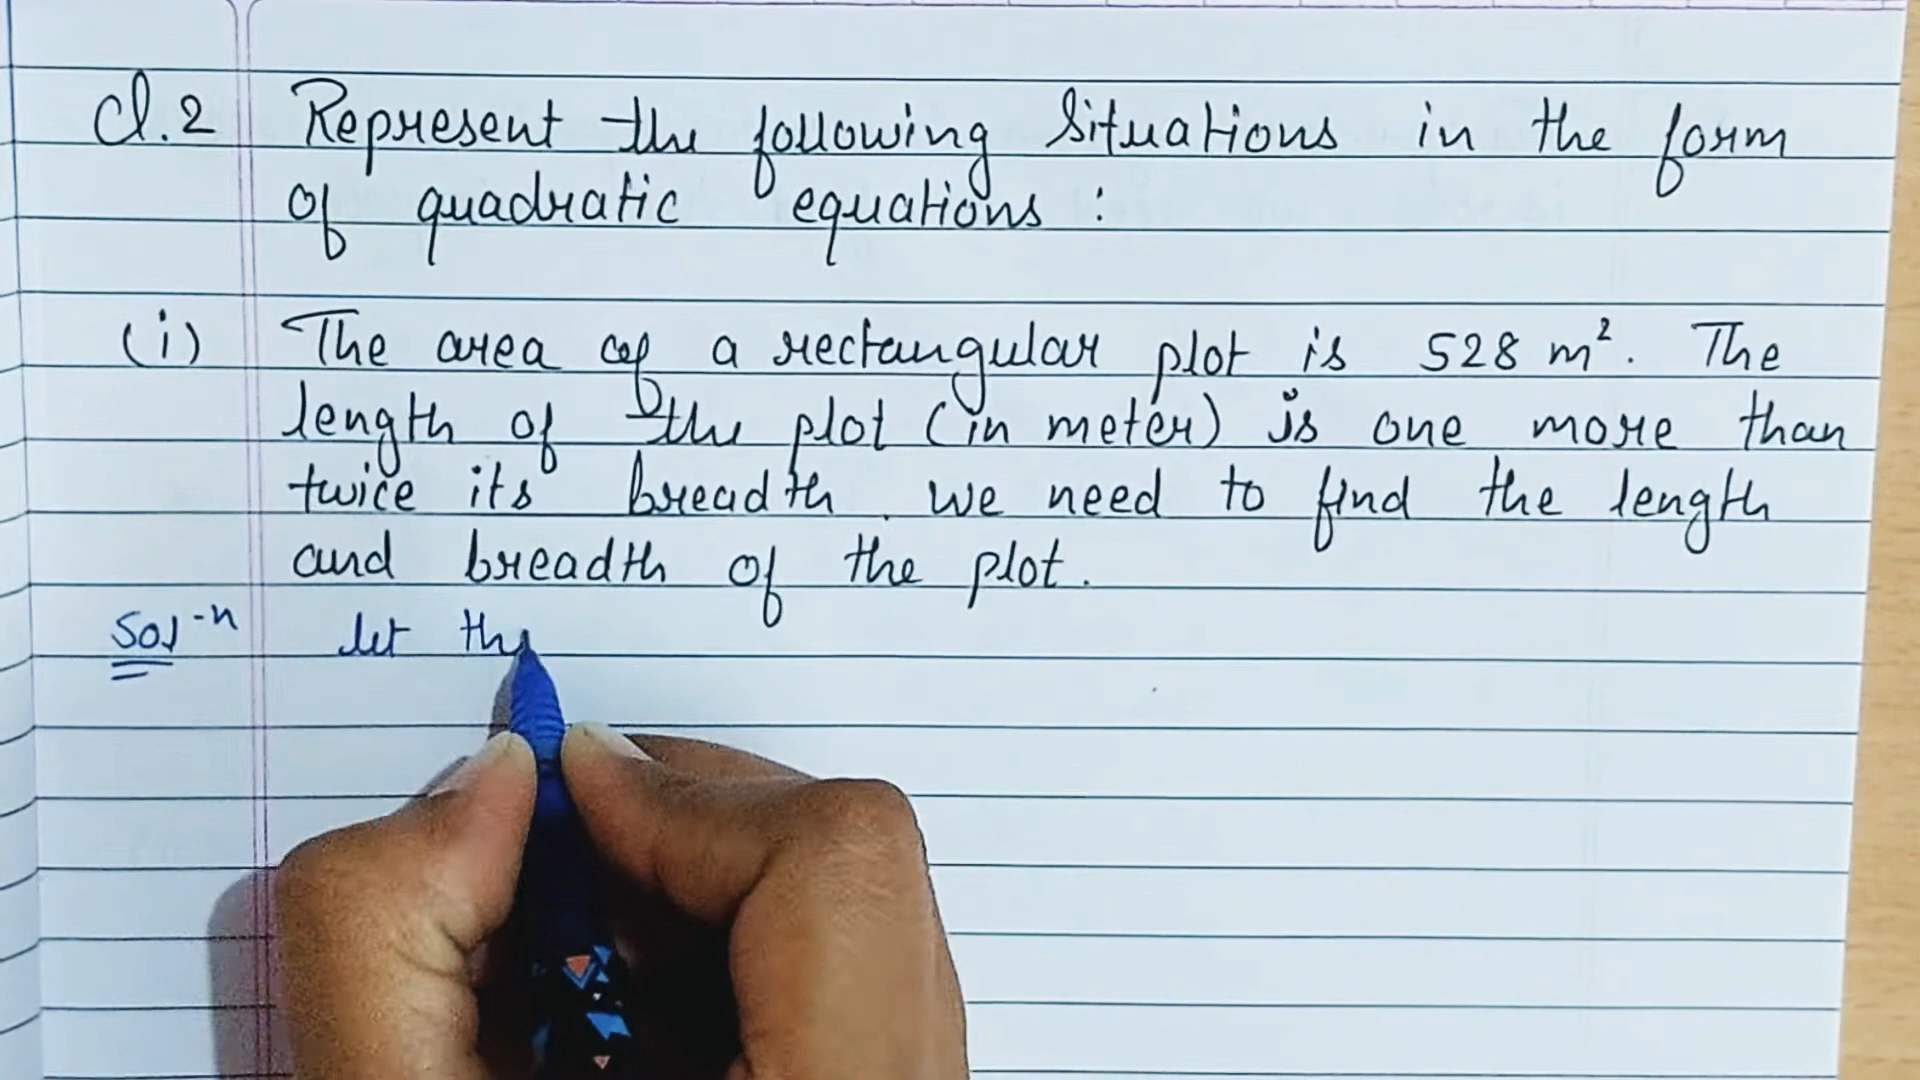 Q.2 Represent the following situations in the form
of quadratic equations :
(i) The area of a rectangular plot is 528 m². The
length of the plot (in meter) is one more than
twice its breadth. We need to find the length
and breadth of the plot.
Sol-n let the